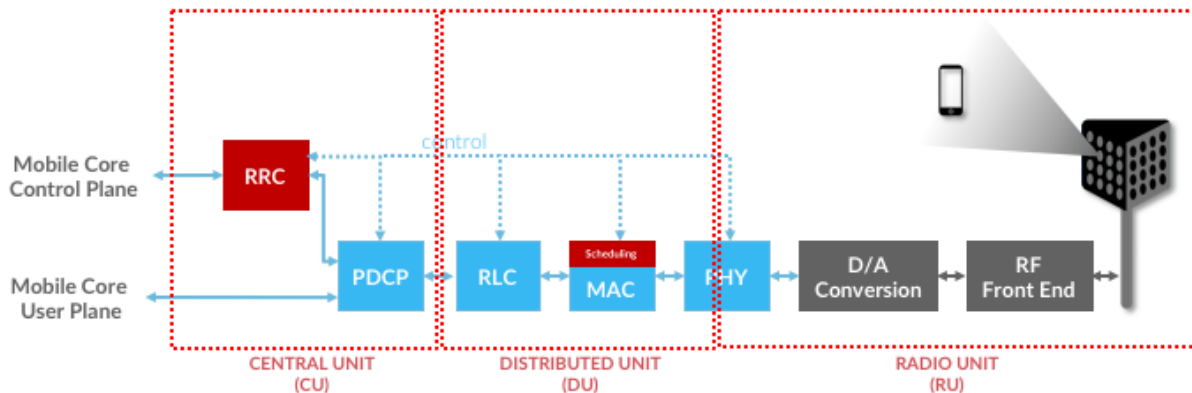 control
Mobile Core
Control Plane
RRC
Mobile Core
User Plane
PDCP
RLC
Scheduling
MAC
PHY
D/A
Conversion
RF
Front End
CENTRAL UNIT
(CU)
DISTRIBUTED UNIT
(DU)
RADIO UNIT
(RU)